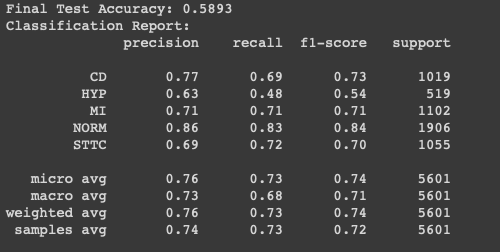 Final Test Accuracy: 0.5893
Classification Report:
precision recall f1-score support
CD 0.77 0.69 0.73 1019
HYP 0.63 0.48 0.54 519
MI 0.71 0.71 0.71 1102
NORM 0.86 0.83 0.84 1906
STTC 0.69 0.72 0.70 1055
micro avg 0.76 0.73 0.74 5601
macro avg 0.73 0.68 0.71 5601
weighted avg 0.76 0.73 0.74 5601
samples avg 0.74 0.73 0.72 5601